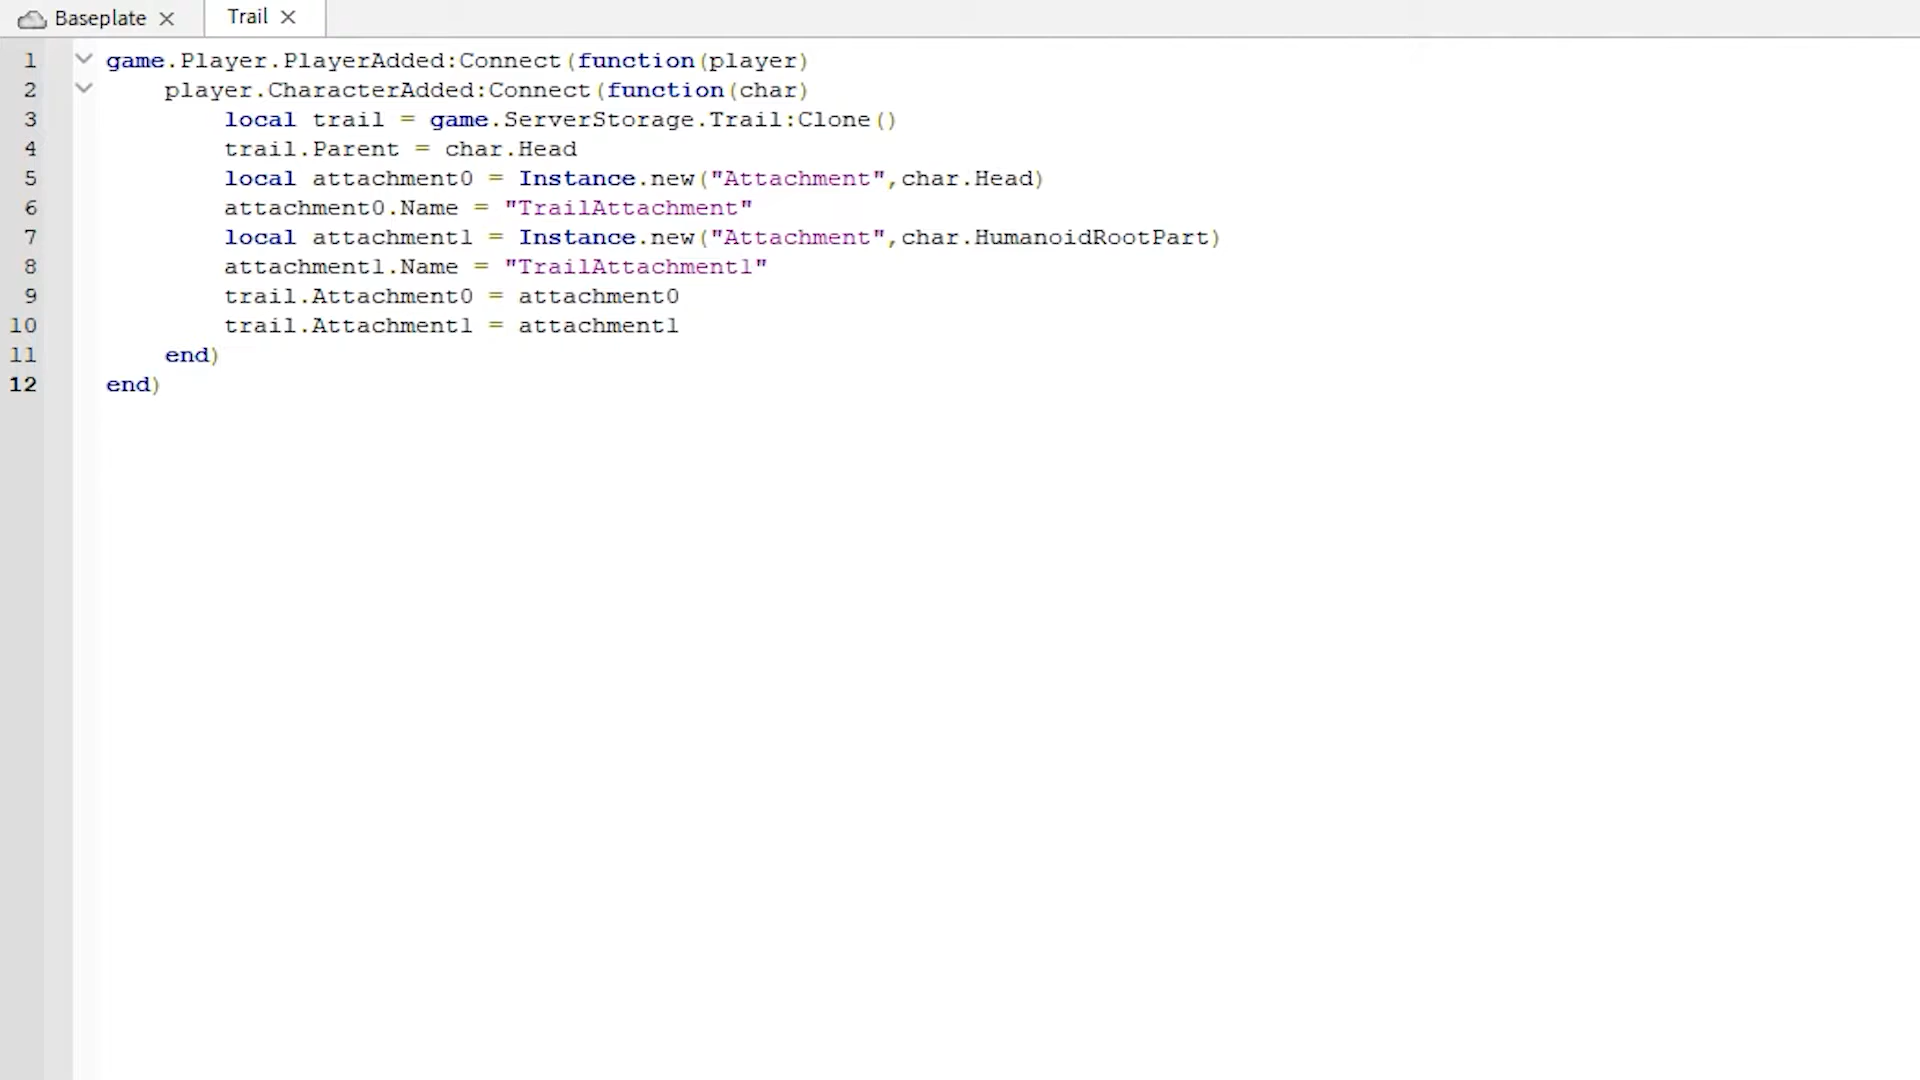 Baseplate
Trail
1 game.Player.PlayerAdded:Connect(function(player)
2 player.CharacterAdded:Connect(function(char)
3 local trail = game.ServerStorage.Trail:Clone()
4 trail.Parent = char.Head
5 local attachment0 = Instance.new("Attachment",char.Head)
6 attachment0.Name = "TrailAttachment"
7 local attachment1 = Instance.new("Attachment",char.HumanoidRootPart)
8 attachment1.Name = "TrailAttachment1"
9 trail.Attachment0 = attachment0
10 trail.Attachment1 = attachment1
11 end)
12 end)